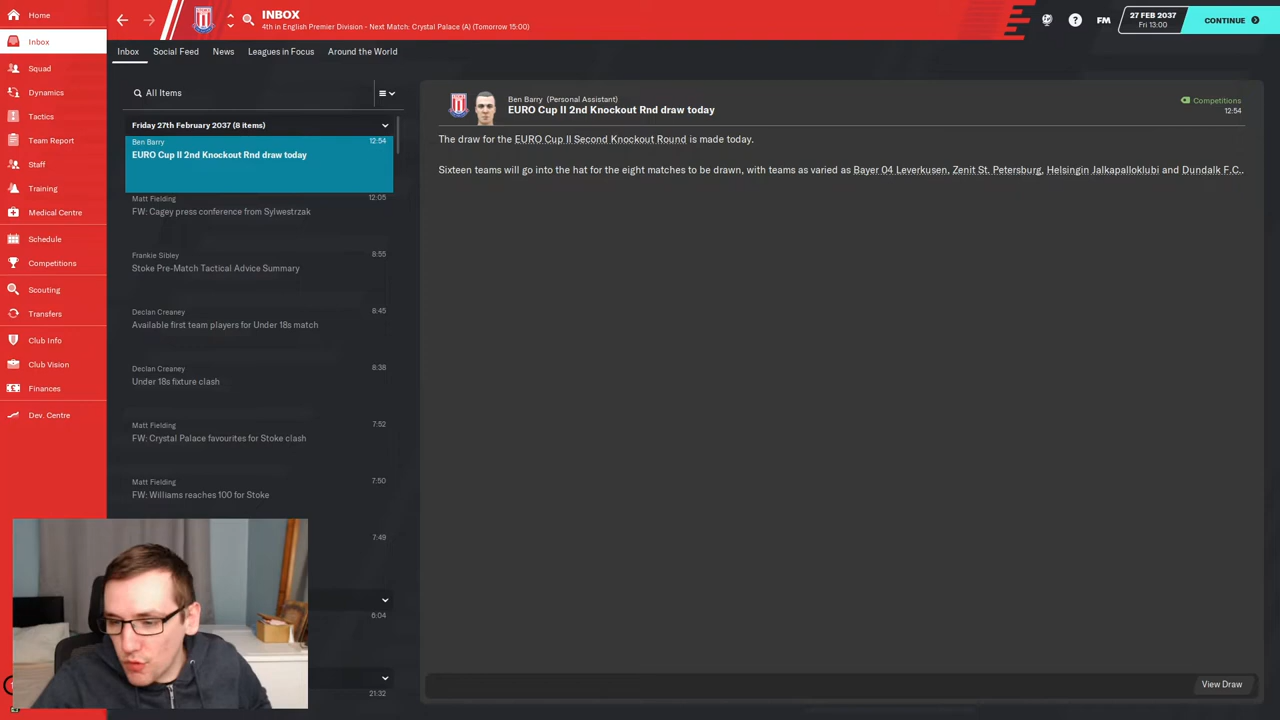 Home
Inbox
Squad
Dynamics
Tactics
Team Report
Staff
Training
Medical Centre
Schedule
Competitions
Scouting
Transfers
Club Info
Club Vision
Finances
Dev. Centre
INBOX
4th in English Premier Division - Next Match: Crystal Palace (A) (Tomorrow 15:00)
FM
27 FEB 2037
Fri 13:00
CONTINUE
Inbox Social Feed News Leagues in Focus Around the World
All Items
Friday 27th February 2037 (8 items)
Ben Barry 12:54
EURO Cup II 2nd Knockout Rnd draw today
Matt Fielding 12:05
FW: Cagey press conference from Sylwestrzak
Frankie Sibley 8:55
Stoke Pre-Match Tactical Advice Summary
Declan Creaney 8:45
Available first team players for Under 18s match
Declan Creaney 8:38
Under 18s fixture clash
Matt Fielding 7:52
FW: Crystal Palace favourites for Stoke clash
Matt Fielding 7:50
FW: Williams reaches 100 for Stoke
7:49
6:04
21:32
Ben Barry (Personal Assistant)
EURO Cup II 2nd Knockout Rnd draw today
Competitions
12:54
The draw for the EURO Cup II Second Knockout Round is made today.
Sixteen teams will go into the hat for the eight matches to be drawn, with teams as varied as Bayer 04 Leverkusen, Zenit St. Petersburg, Helsingin Jalkapalloklubi and Dundalk F.C..
View Draw